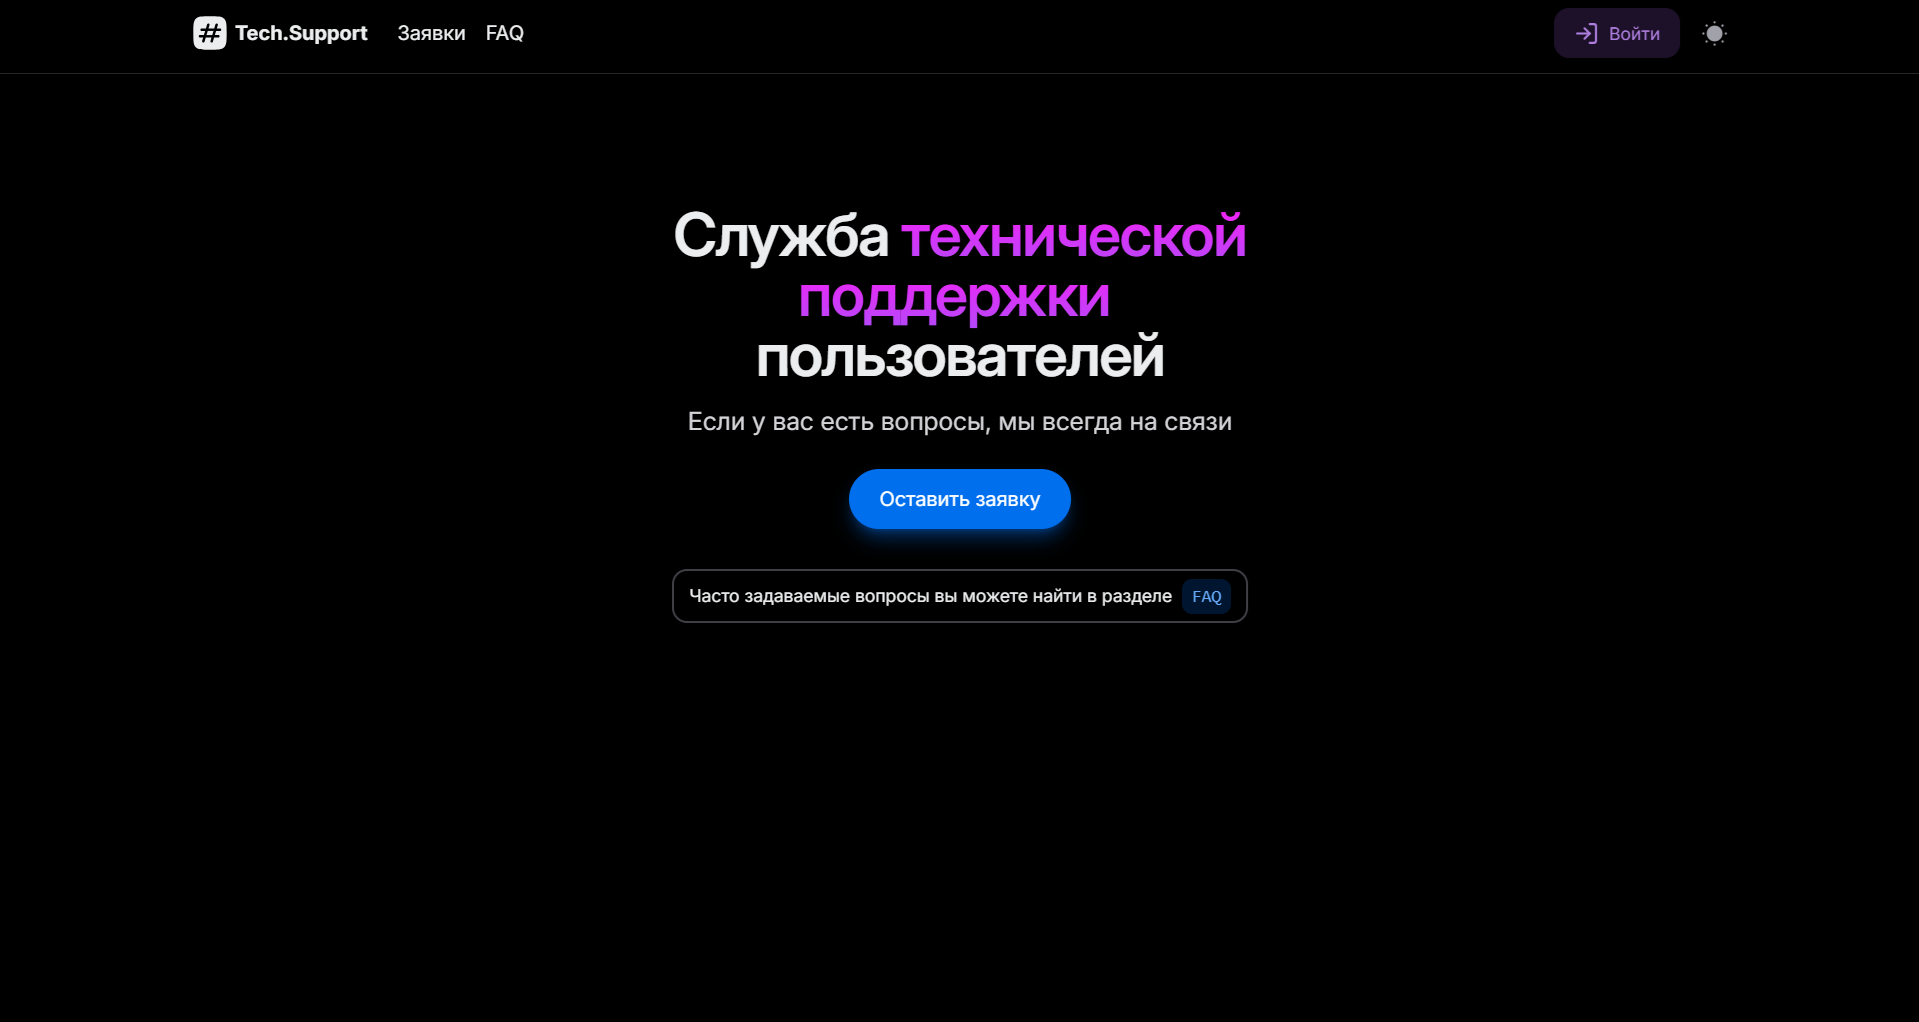 # Tech.Support Заявки FAQ Войти
Служба технической
поддержки
пользователей
Если у вас есть вопросы, мы всегда на связи
Оставить заявку
Часто задаваемые вопросы вы можете найти в разделе FAQ